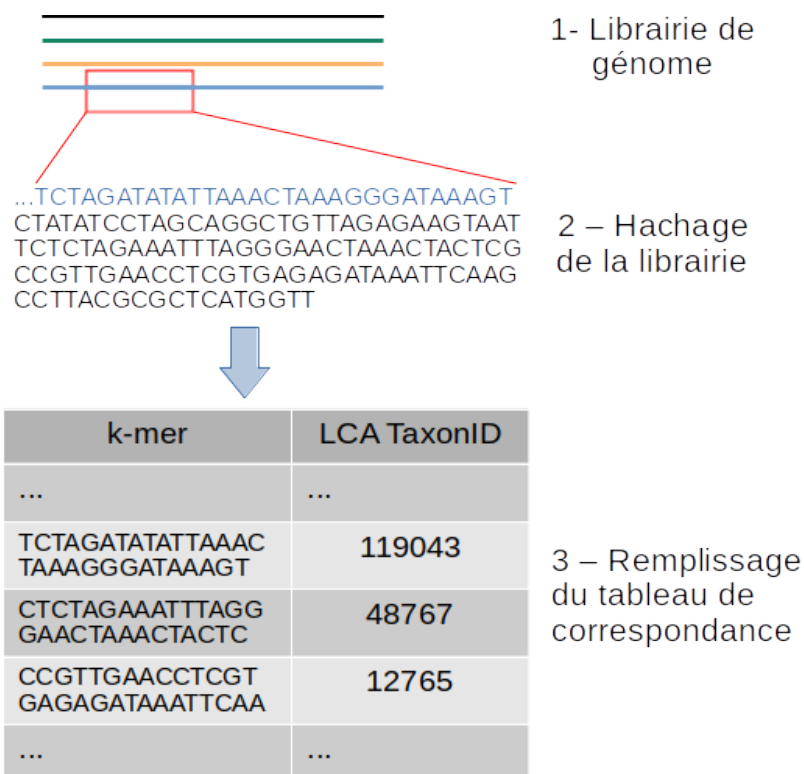 1- Librairie de
génome
...TCTAGATATATTAAACTAAAGGGATAAAGT
CTATATCCTAGCAGGCTGTTAGAGAAGTAAT
TCTCTAGAAATTTAGGGAACTAAACTACTCG
CCGTTGAACCTCGTGAGAGATAAATTCAAG
CCTTACGCGCTCATGGTT
2 – Hachage
de la librairie
k-mer
LCA TaxonID
...
...
TCTAGATATATTAAAC
TAAAGGGATAAAGT
119043
CTCTAGAAATTTAGG
GAACTAAACTACTC
48767
CCGTTGAACCTCGT
GAGAGATAAATTCAA
12765
...
...
3 – Remplissage
du tableau de
correspondance